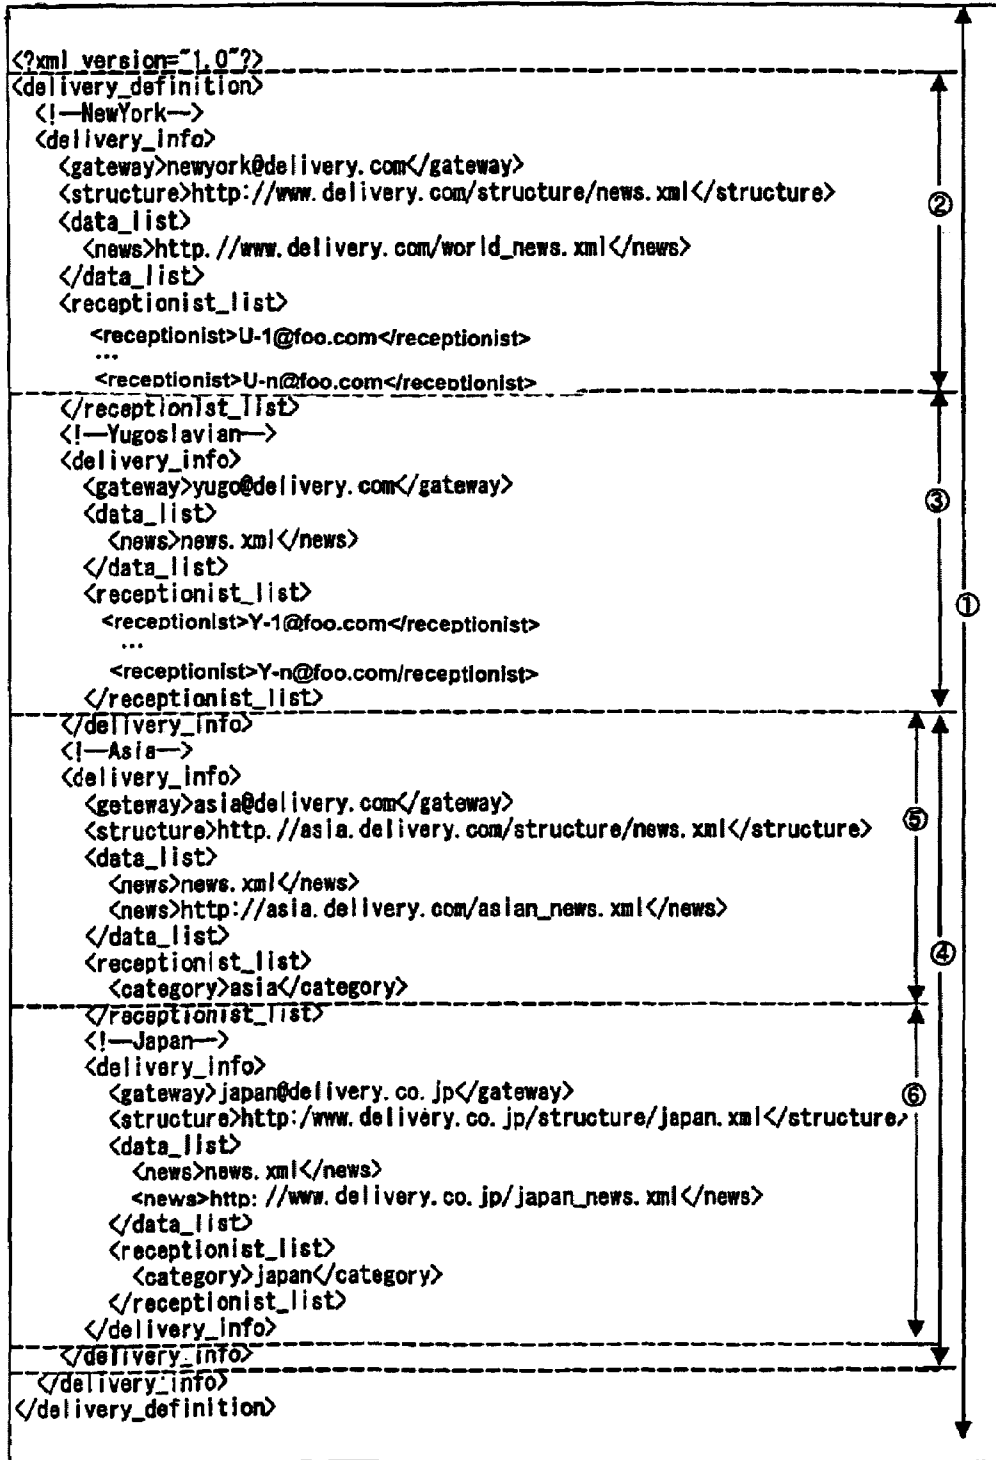 <?xml version="1.0"?>
<delivery_definition>
<!—NewYork—>
<delivery_info>
<gateway>newyork@delivery.com</gateway>
<structure>http://www.delivery.com/structure/news.xml</structure>
②
<data_list>
<news>http.//www.delivery.com/world_news.xml</news>
</data_list>
<receptionist_list>
<receptionist>U-1@foo.com</receptionist>
...
<receptionist>U-n@foo.com</receptionist>
</receptionist_list>
<!—Yugoslavian—>
<delivery_info>
<gateway>yugo@delivery.com</gateway>
③
<data_list>
<news>news.xml</news>
</data_list>
<receptionist_list>
①
<receptionist>Y-1@foo.com</receptionist>
...
<receptionist>Y-n@foo.com/receptionist>
</receptionist_list>
</delivery_info>
<!—Asia—>
<delivery_info>
<geteway>asia@delivery.com</gateway>
⑤
<structure>http.//asia.delivery.com/structure/news.xml</structure>
<data_list>
<news>news.xml</news>
<news>http://asia.delivery.com/asian_news.xml</news>
</data_list>
④
<receptionist_list>
<category>asia</category>
</receptionist_list>
<!—Japan—>
<delivery_info>
<gateway>japan@delivery.co.jp</gateway>
⑥
<structure>http:/www.delivery.co.jp/structure/japan.xml</structure>
<data_list>
<news>news.xml</news>
<news>http://www.delivery.co.jp/japan_news.xml</news>
</data_list>
<receptionist_list>
<category>japan</category>
</receptionist_list>
</delivery_info>
</delivery_info>
</delivery_info>
</delivery_definition>